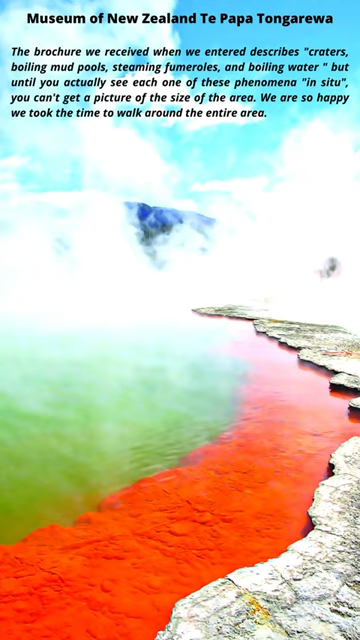 Museum of New Zealand Te Papa Tongarewa
The brochure we received when we entered describes "craters,
boiling mud pools, steaming fumeroles, and boiling water " but
until you actually see each one of these phenomena "in situ",
you can't get a picture of the size of the area. We are so happy
we took the time to walk around the entire area.